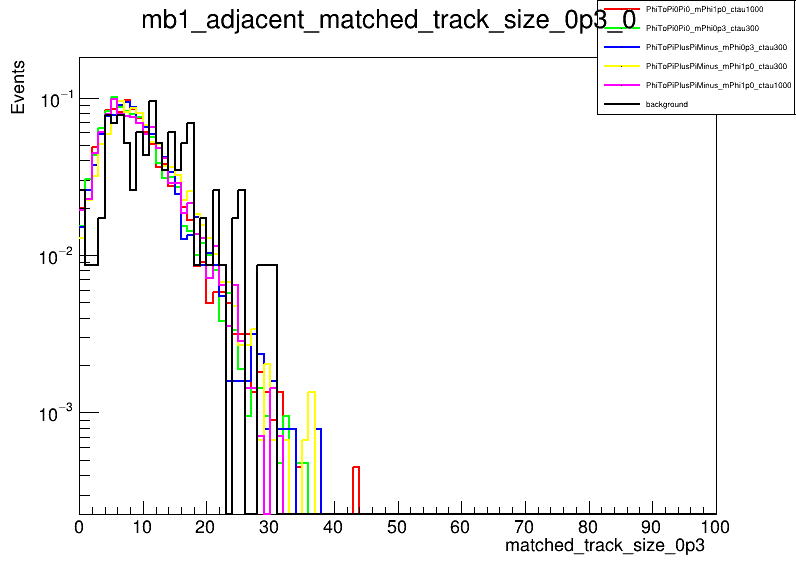 mb1_adjacent_matched_track_size_0p3_0
PhiToPi0Pi0_mPhi1p0_ctau1000
PhiToPi0Pi0_mPhi0p3_ctau300
PhiToPiPlusPiMinus_mPhi0p3_ctau300
PhiToPiPlusPiMinus_mPhi1p0_ctau300
PhiToPiPlusPiMinus_mPhi1p0_ctau1000
background
Events
10⁻¹
10⁻²
10⁻³
0 10 20 30 40 50 60 70 80 90 100
matched_track_size_0p3